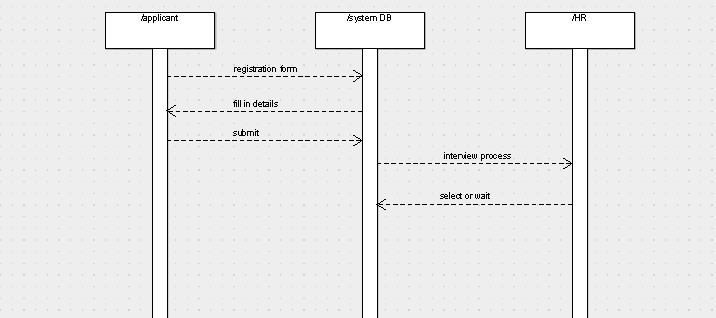 /applicant
/system DB
/HR
registration form
fill in details
submit
interview process
select or wait